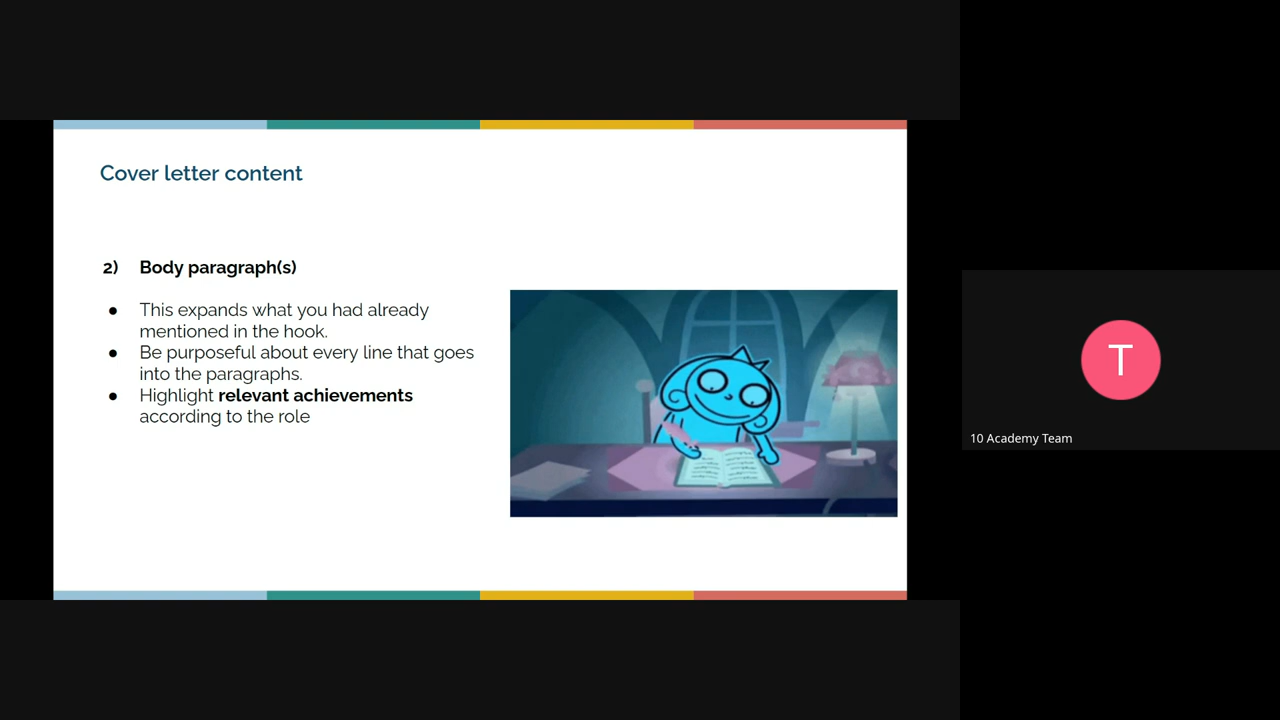 Cover letter content
2) Body paragraph(s)
● This expands what you had already
mentioned in the hook.
● Be purposeful about every line that goes
into the paragraphs.
● Highlight relevant achievements
according to the role
T
10 Academy Team